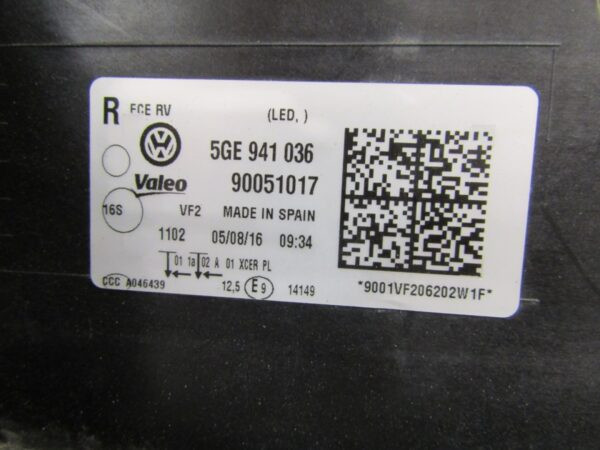 R ECE RV (LED, )
5GE 941 036
Valeo 90051017
16S VF2 MADE IN SPAIN
1102 05/08/16 09:34
01 1a 02 A 01 XCER PL
CCC A046439 12,5 E9 14149 *9001VF206202W1F*